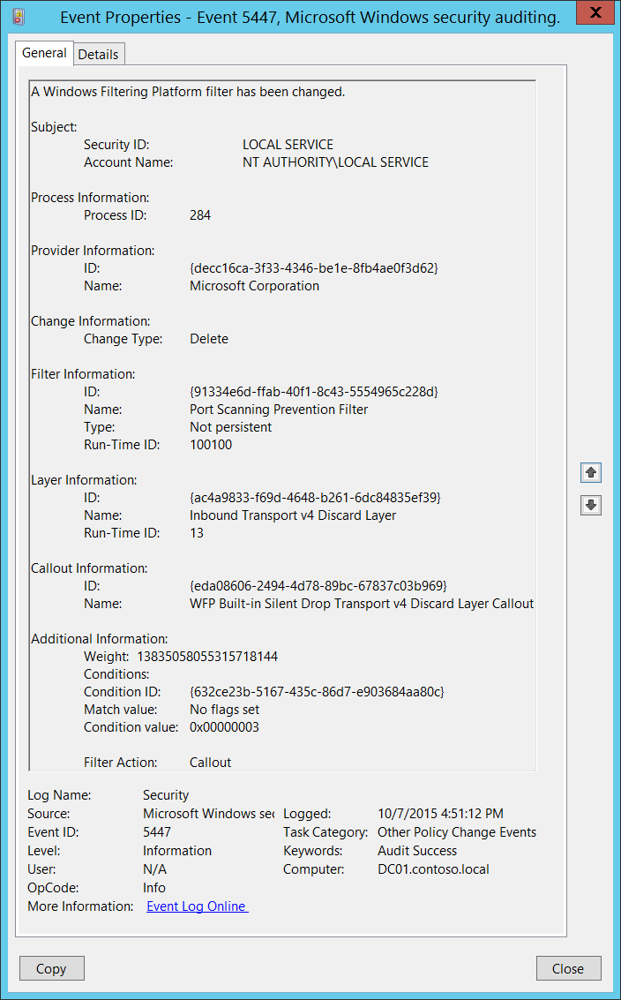 Event Properties - Event 5447, Microsoft Windows security auditing.
X
General Details
A Windows Filtering Platform filter has been changed.
Subject:
Security ID: LOCAL SERVICE
Account Name: NT AUTHORITY\LOCAL SERVICE
Process Information:
Process ID: 284
Provider Information:
ID: {decc16ca-3f33-4346-be1e-8fb4ae0f3d62}
Name: Microsoft Corporation
Change Information:
Change Type: Delete
Filter Information:
ID: {91334e6d-ffab-40f1-8c43-5554965c228d}
Name: Port Scanning Prevention Filter
Type: Not persistent
Run-Time ID: 100100
Layer Information:
ID: {ac4a9833-f69d-4648-b261-6dc84835ef39}
Name: Inbound Transport v4 Discard Layer
Run-Time ID: 13
Callout Information:
ID: {eda08606-2494-4d78-89bc-67837c03b969}
Name: WFP Built-in Silent Drop Transport v4 Discard Layer Callout
Additional Information:
Weight: 13835058055315718144
Conditions:
Condition ID: {632ce23b-5167-435c-86d7-e903684aa80c}
Match value: No flags set
Condition value: 0x00000003
Filter Action: Callout
Log Name: Security
Source: Microsoft Windows sec Logged: 10/7/2015 4:51:12 PM
Event ID: 5447 Task Category: Other Policy Change Events
Level: Information Keywords: Audit Success
User: N/A Computer: DC01.contoso.local
OpCode: Info
More Information: Event Log Online
Copy Close